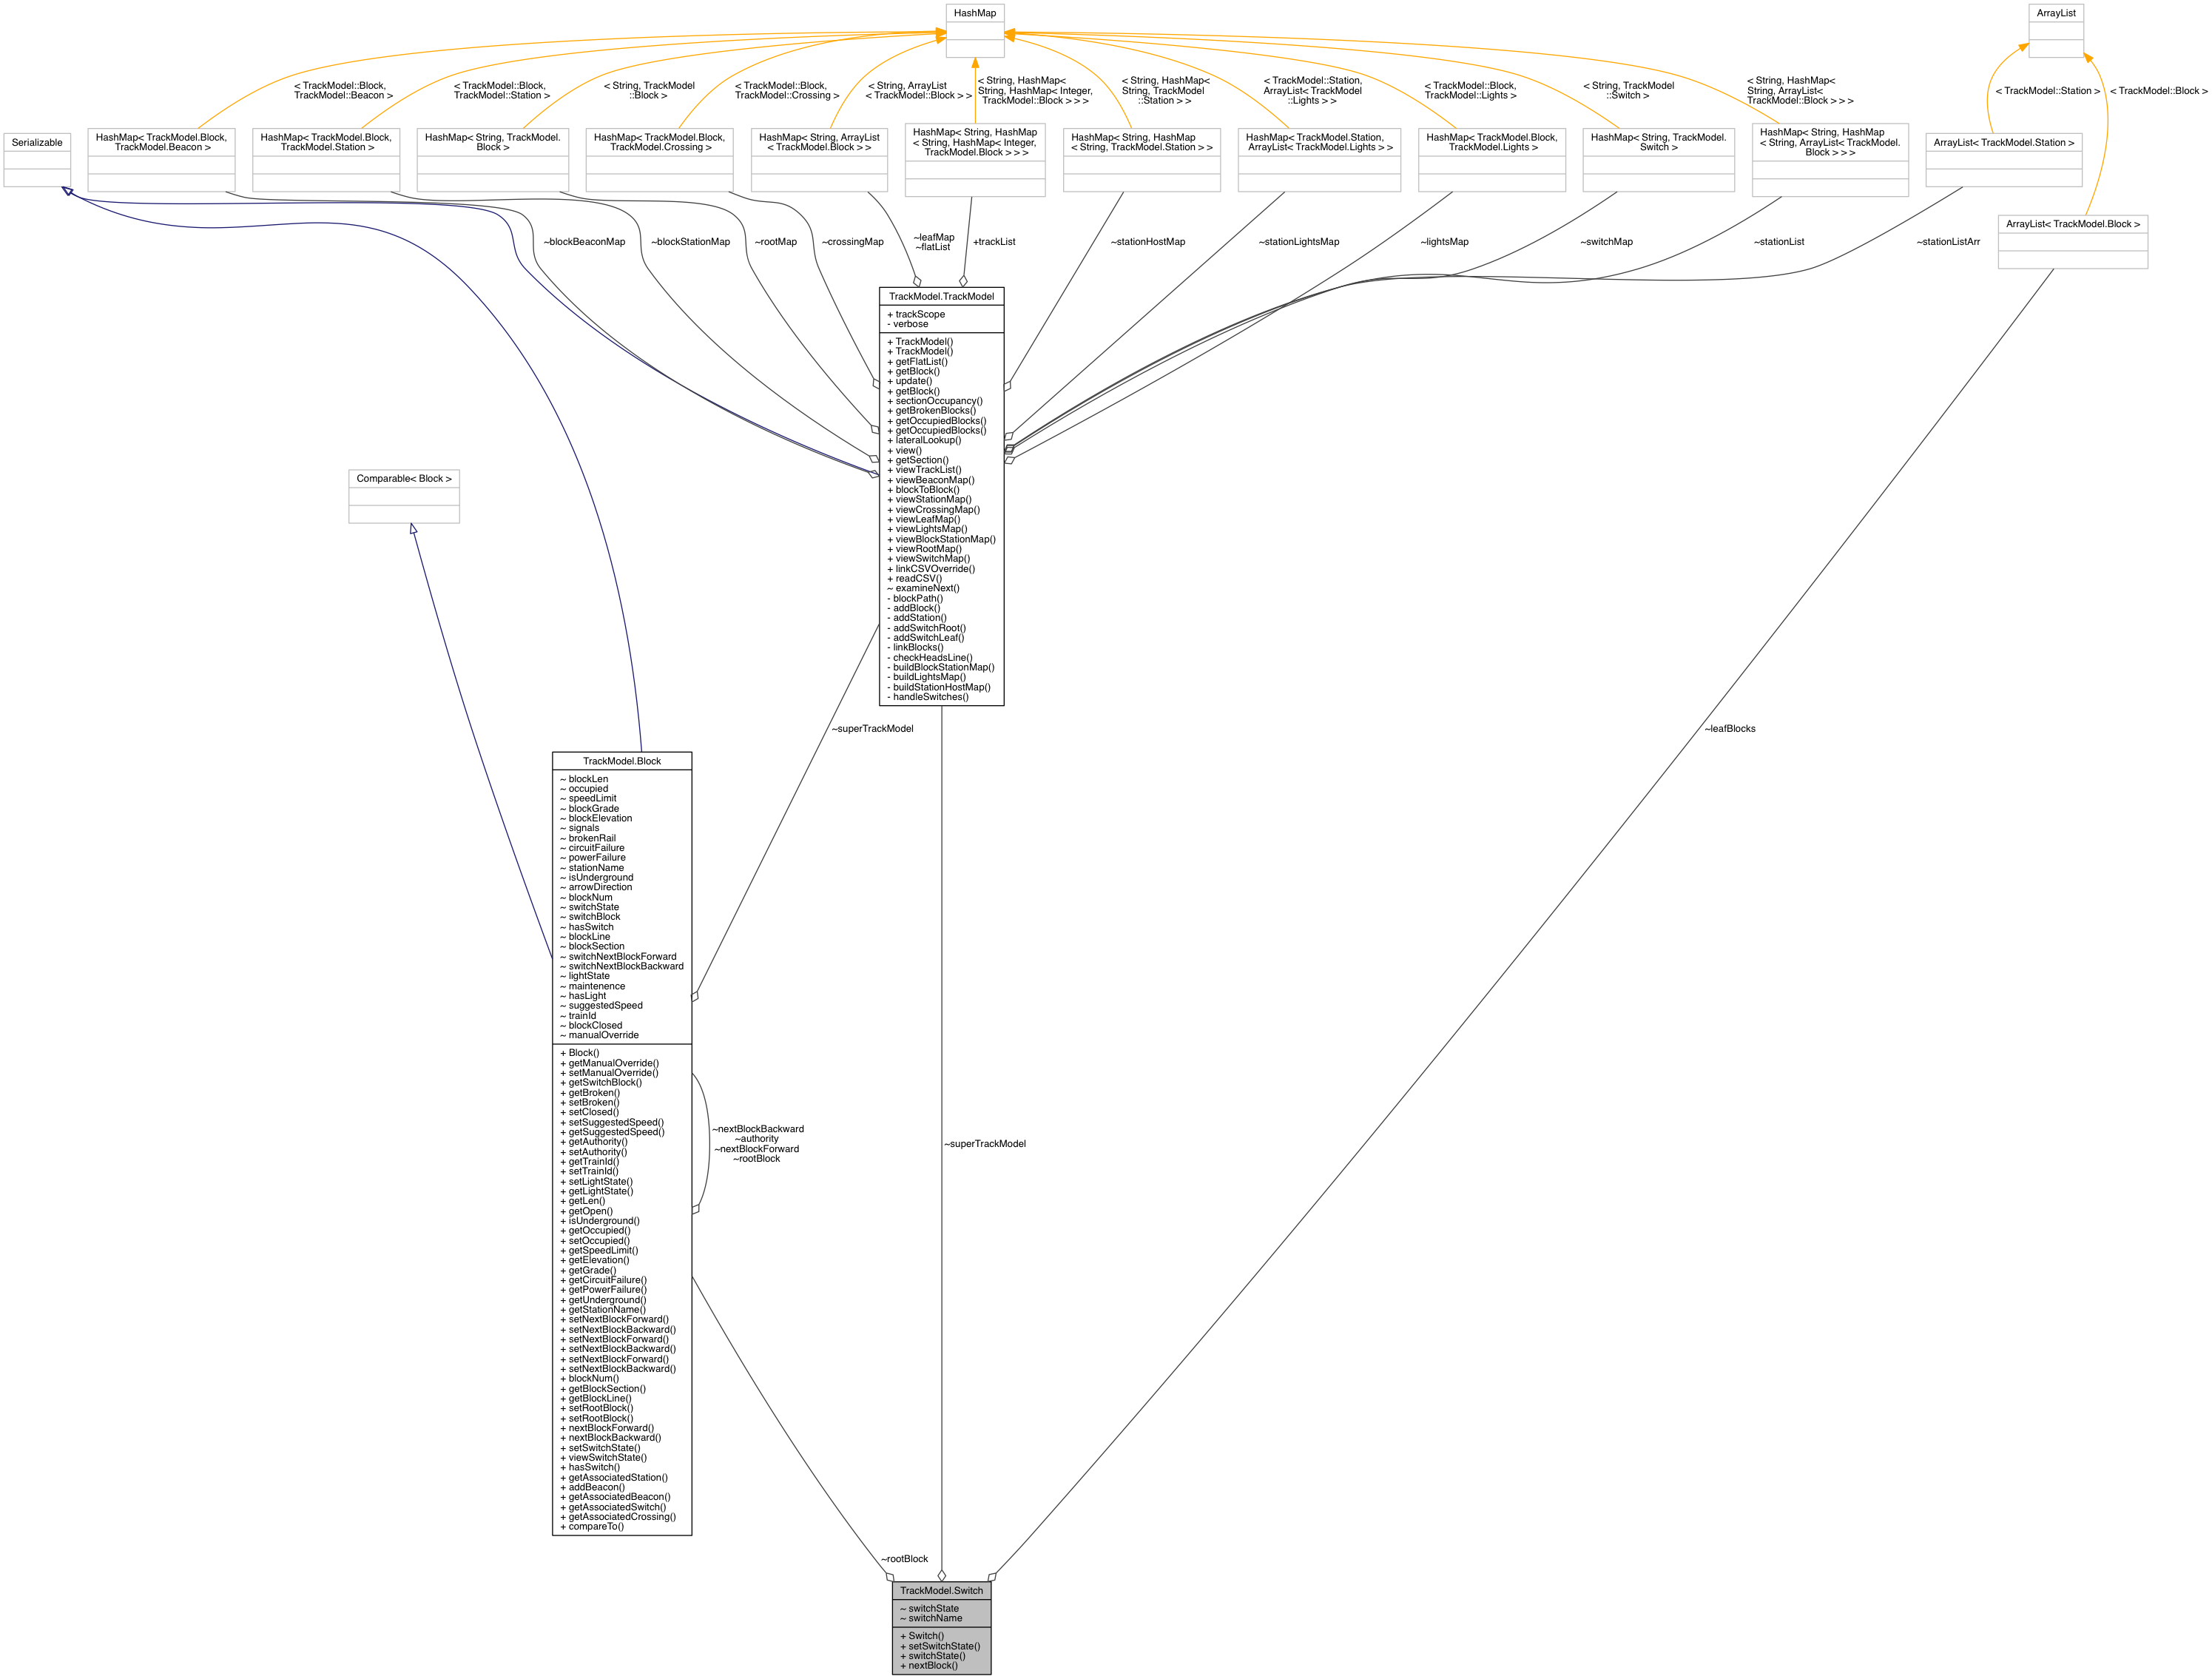 HashMap
ArrayList
< TrackModel::Block,
TrackModel::Beacon >
< TrackModel::Block,
TrackModel::Station >
< String, TrackModel
::Block >
< TrackModel::Block,
TrackModel::Crossing >
< String, ArrayList
< TrackModel::Block > >
< String, HashMap<
String, HashMap< Integer,
TrackModel::Block > > >
< String, HashMap<
String, TrackModel
::Station > >
< TrackModel::Station,
ArrayList< TrackModel
::Lights > >
< TrackModel::Block,
TrackModel::Lights >
< String, TrackModel
::Switch >
< String, HashMap<
String, ArrayList<
TrackModel::Block > > >
< TrackModel::Station >
< TrackModel::Block >
Serializable
HashMap< TrackModel.Block,
TrackModel.Beacon >
HashMap< TrackModel.Block,
TrackModel.Station >
HashMap< String, TrackModel.
Block >
HashMap< TrackModel.Block,
TrackModel.Crossing >
HashMap< String, ArrayList
< TrackModel.Block > >
HashMap< String, HashMap
< String, HashMap< Integer,
TrackModel.Block > > >
HashMap< String, HashMap
< String, TrackModel.Station > >
HashMap< TrackModel.Station,
ArrayList< TrackModel.Lights > >
HashMap< TrackModel.Block,
TrackModel.Lights >
HashMap< String, TrackModel.
Switch >
HashMap< String, HashMap
< String, ArrayList< TrackModel.
Block > > >
ArrayList< TrackModel.Station >
ArrayList< TrackModel.Block >
~blockBeaconMap
~blockStationMap
~rootMap
~crossingMap
~leafMap
~flatList
+trackList
~stationHostMap
~stationLightsMap
~lightsMap
~switchMap
~stationList
~stationListArr
TrackModel.TrackModel
+ trackScope
- verbose
+ TrackModel()
+ TrackModel()
+ getFlatList()
+ getBlock()
+ update()
+ getBlock()
+ sectionOccupancy()
+ getBrokenBlocks()
+ getOccupiedBlocks()
+ getOccupiedBlocks()
+ lateralLookup()
+ view()
+ getSection()
+ viewTrackList()
+ viewBeaconMap()
+ blockToBlock()
+ viewStationMap()
+ viewCrossingMap()
+ viewLeafMap()
+ viewLightsMap()
+ viewBlockStationMap()
+ viewRootMap()
+ viewSwitchMap()
+ linkCSVOverride()
+ readCSV()
~ examineNext()
- blockPath()
- addBlock()
- addStation()
- addSwitchRoot()
- addSwitchLeaf()
- linkBlocks()
- checkHeadsLine()
- buildBlockStationMap()
- buildLightsMap()
- buildStationHostMap()
- handleSwitches()
Comparable< Block >
~superTrackModel
~leafBlocks
TrackModel.Block
~ blockLen
~ occupied
~ speedLimit
~ blockGrade
~ blockElevation
~ signals
~ brokenRail
~ circuitFailure
~ powerFailure
~ stationName
~ isUnderground
~ arrowDirection
~ blockNum
~ switchState
~ switchBlock
~ hasSwitch
~ blockLine
~ blockSection
~ switchNextBlockForward
~ switchNextBlockBackward
~ lightState
~ maintenence
~ hasLight
~ suggestedSpeed
~ trainId
~ blockClosed
~ manualOverride
+ Block()
+ getManualOverride()
+ setManualOverride()
+ getSwitchBlock()
+ getBroken()
+ setBroken()
+ setClosed()
+ setSuggestedSpeed()
+ getSuggestedSpeed()
+ getAuthority()
+ setAuthority()
+ getTrainId()
+ setTrainId()
+ setLightState()
+ getLightState()
+ getLen()
+ getOpen()
+ isUnderground()
+ getOccupied()
+ setOccupied()
+ getSpeedLimit()
+ getElevation()
+ getGrade()
+ getCircuitFailure()
+ getPowerFailure()
+ getUnderground()
+ getStationName()
+ setNextBlockForward()
+ setNextBlockBackward()
+ setNextBlockForward()
+ setNextBlockBackward()
+ setNextBlockForward()
+ setNextBlockBackward()
+ blockNum()
+ getBlockSection()
+ getBlockLine()
+ setRootBlock()
+ setRootBlock()
+ nextBlockForward()
+ nextBlockBackward()
+ setSwitchState()
+ viewSwitchState()
+ hasSwitch()
+ getAssociatedStation()
+ addBeacon()
+ getAssociatedBeacon()
+ getAssociatedSwitch()
+ getAssociatedCrossing()
+ compareTo()
~nextBlockBackward
~authority
~nextBlockForward
~rootBlock
~superTrackModel
~rootBlock
TrackModel.Switch
~ switchState
~ switchName
+ Switch()
+ setSwitchState()
+ switchState()
+ nextBlock()